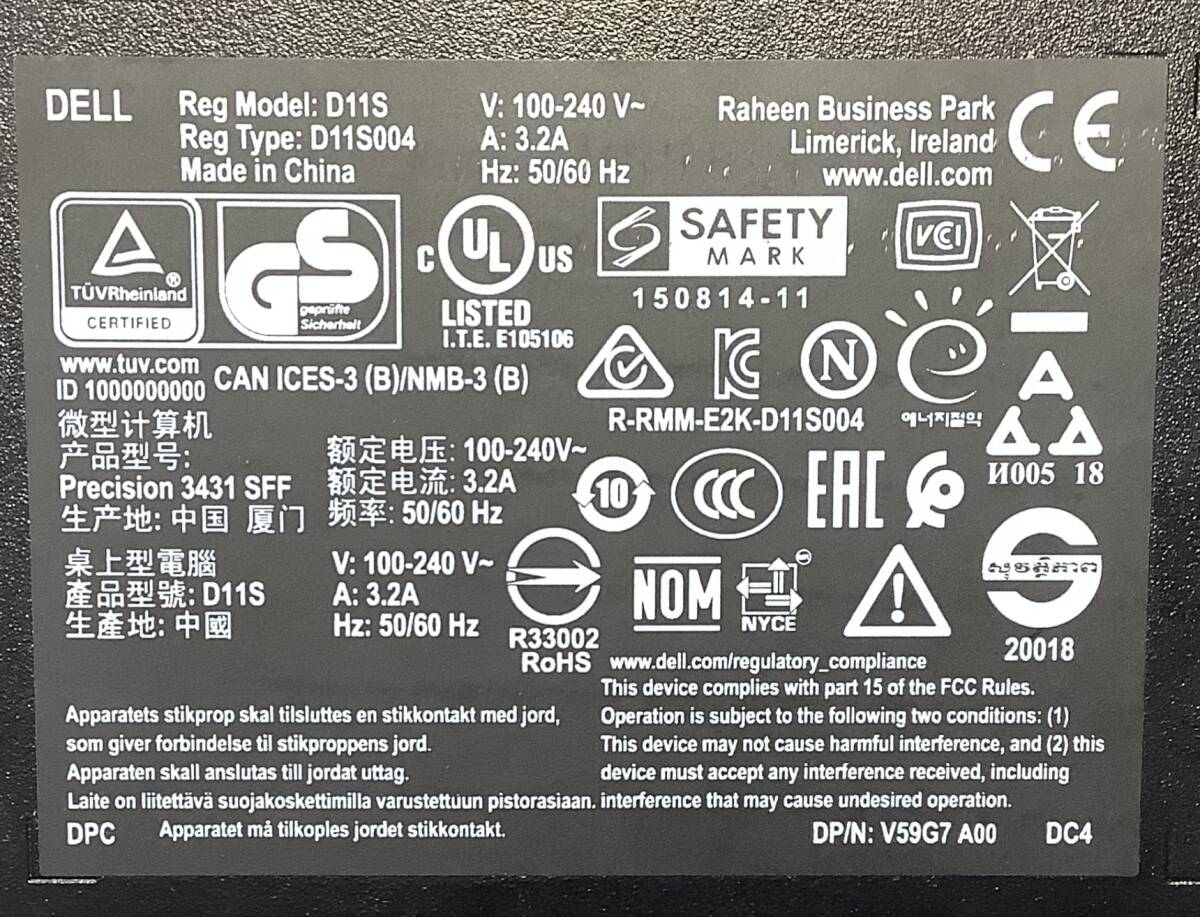 DELL
Reg Model: D11S
Reg Type: D11S004
Made in China
V: 100-240 V~
A: 3.2A
Hz: 50/60 Hz
Raheen Business Park
Limerick, Ireland
www.dell.com
CE
TÜVRheinland®
CERTIFIED
GS
geprüfte
Sicherheit
www.tuv.com
ID 1000000000
C UL US
LISTED
I.T.E. E105106
SAFETY
MARK
150814-11
VCI
CAN ICES-3 (B)/NMB-3 (B)
N
R-RMM-E2K-D11S004
에너지절약
И005 18
微型计算机
产品型号:
Precision 3431 SFF
生产地: 中国 厦门
额定电压: 100-240V~
额定电流: 3.2A
频率: 50/60 Hz
10
CCC
EAC
桌上型電腦
產品型號: D11S
生產地: 中國
V: 100-240 V~
A: 3.2A
Hz: 50/60 Hz
R33002
RoHS
NOM
NYCE
សុវត្ថិភាព
20018
www.dell.com/regulatory_compliance
This device complies with part 15 of the FCC Rules.
Operation is subject to the following two conditions: (1)
This device may not cause harmful interference, and (2) this
device must accept any interference received, including
interference that may cause undesired operation.
Apparatets stikprop skal tilsluttes en stikkontakt med jord,
som giver forbindelse til stikproppens jord.
Apparaten skall anslutas till jordat uttag.
Laite on liitettävä suojakoskettimilla varustettuun pistorasiaan.
DPC
Apparatet må tilkoples jordet stikkontakt.
DP/N: V59G7 A00
DC4